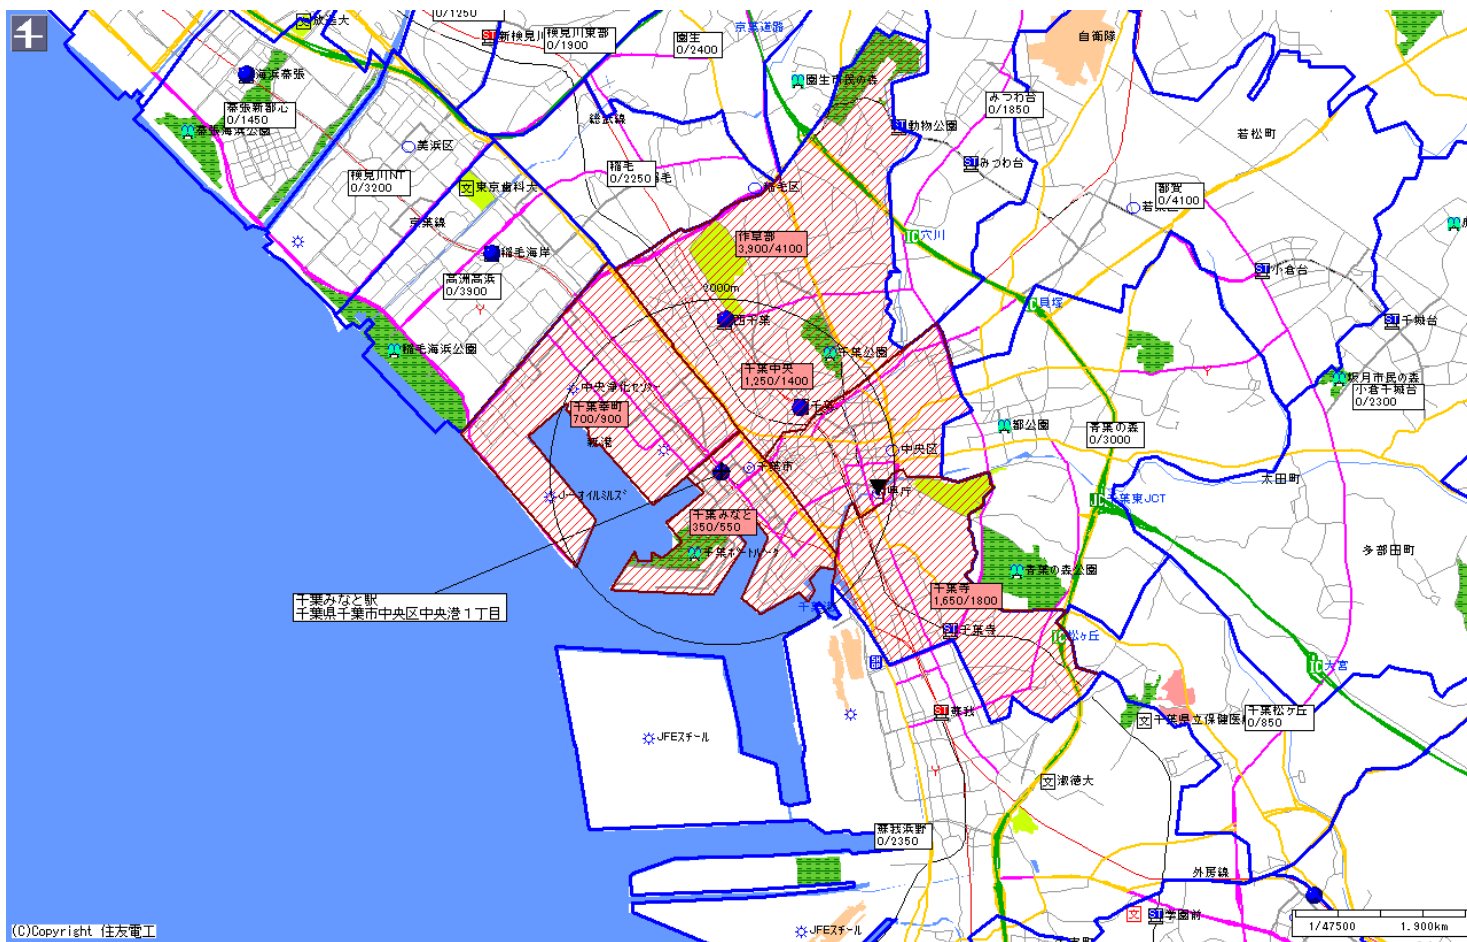 放送大
0/1250
新検見川
検見川東部
0/1900
園生
0/2400
京葉道路
自衛隊
海浜幕張
幕張新都心
0/1450
幕張海浜公園
美浜区
総武線
園生市民の森
動物公園
みつわ台
0/1850
みつわ台
若松町
検見川NT
0/3200
東京歯科大
稲毛
0/2250
稲毛区
都賀
0/4100
京葉線
稲毛海岸
高洲高浜
0/3900
作草部
3,900/4100
穴川
小倉台
2000m
西千葉
貝塚
千城台
稲毛海浜公園
千葉公園
中央浄化センター
千葉中央
1,250/1400
坂月市民の森
小倉千城台
0/2300
千葉幸町
700/900
千葉
新港
都公園
青葉の森
0/3000
中央区
千葉市
県庁
太田町
J-オイルミルズ
千葉東JCT
千葉みなと
350/550
千葉ポートパーク
多部田町
青葉の森公園
千葉寺
1,650/1800
千葉みなと駅
千葉県千葉市中央区中央港1丁目
千葉寺
松ヶ丘
大宮
蘇我
千葉県立保健医
千葉松ヶ丘
0/850
JFEスチール
淑徳大
蘇我浜野
0/2350
外房線
学園前
JFEスチール
1/47500 1.900km
(C)Copyright 住友電工